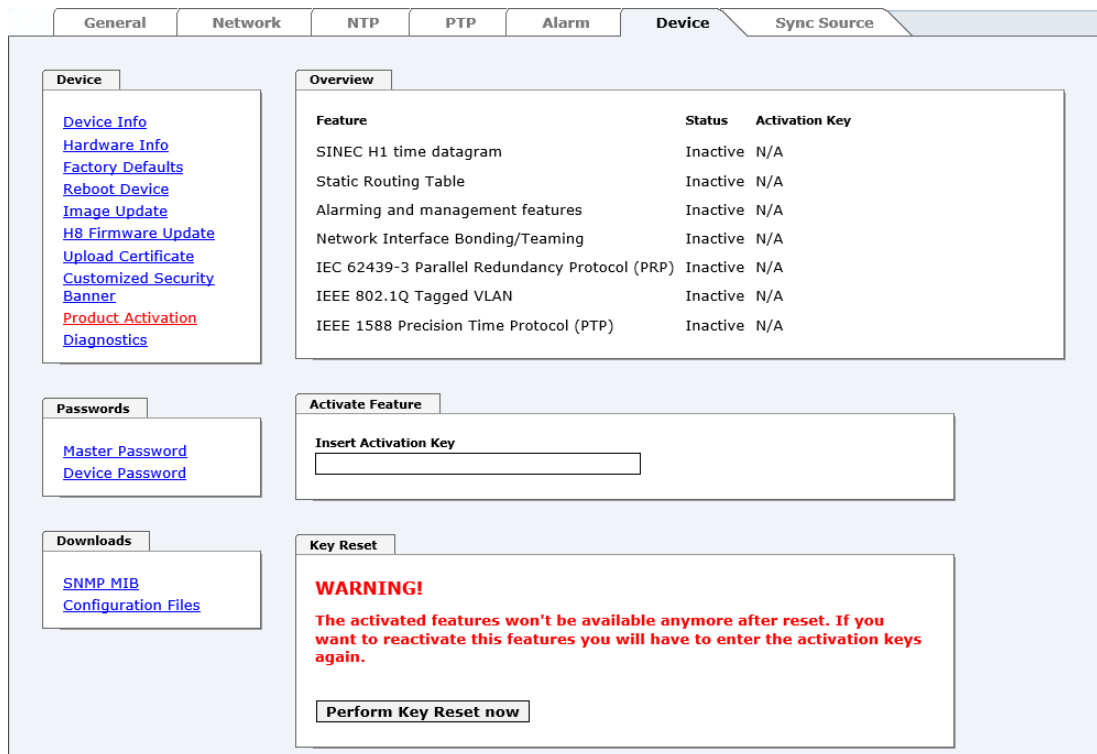 General Network NTP PTP Alarm Device Sync Source
Device
Device Info
Hardware Info
Factory Defaults
Reboot Device
Image Update
H8 Firmware Update
Upload Certificate
Customized Security
Banner
Product Activation
Diagnostics
Passwords
Master Password
Device Password
Downloads
SNMP MIB
Configuration Files
Overview
Feature Status Activation Key
SINEC H1 time datagram Inactive N/A
Static Routing Table Inactive N/A
Alarming and management features Inactive N/A
Network Interface Bonding/Teaming Inactive N/A
IEC 62439-3 Parallel Redundancy Protocol (PRP) Inactive N/A
IEEE 802.1Q Tagged VLAN Inactive N/A
IEEE 1588 Precision Time Protocol (PTP) Inactive N/A
Activate Feature
Insert Activation Key
Key Reset
WARNING!
The activated features won't be available anymore after reset. If you
want to reactivate this features you will have to enter the activation keys
again.
Perform Key Reset now